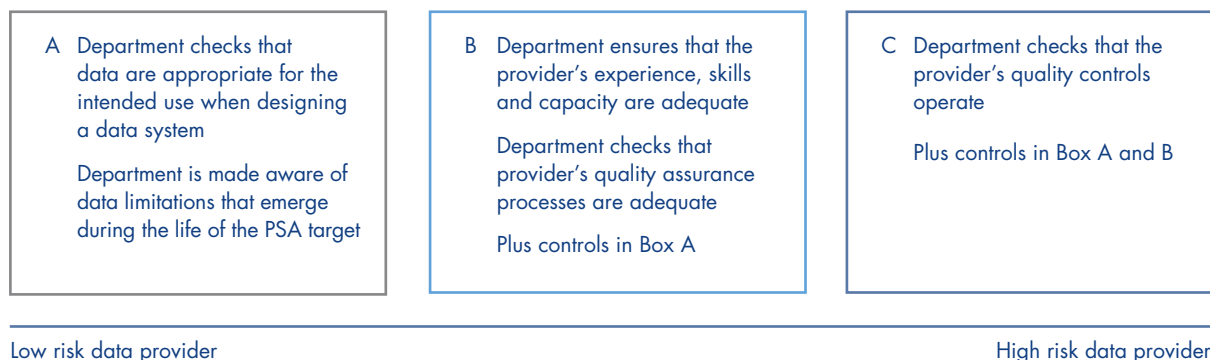 A Department checks that
data are appropriate for the
intended use when designing
a data system
Department is made aware of
data limitations that emerge
during the life of the PSA target
B Department ensures that the
provider’s experience, skills
and capacity are adequate
Department checks that
provider’s quality assurance
processes are adequate
Plus controls in Box A
C Department checks that the
provider’s quality controls
operate
Plus controls in Box A and B
Low risk data provider
High risk data provider